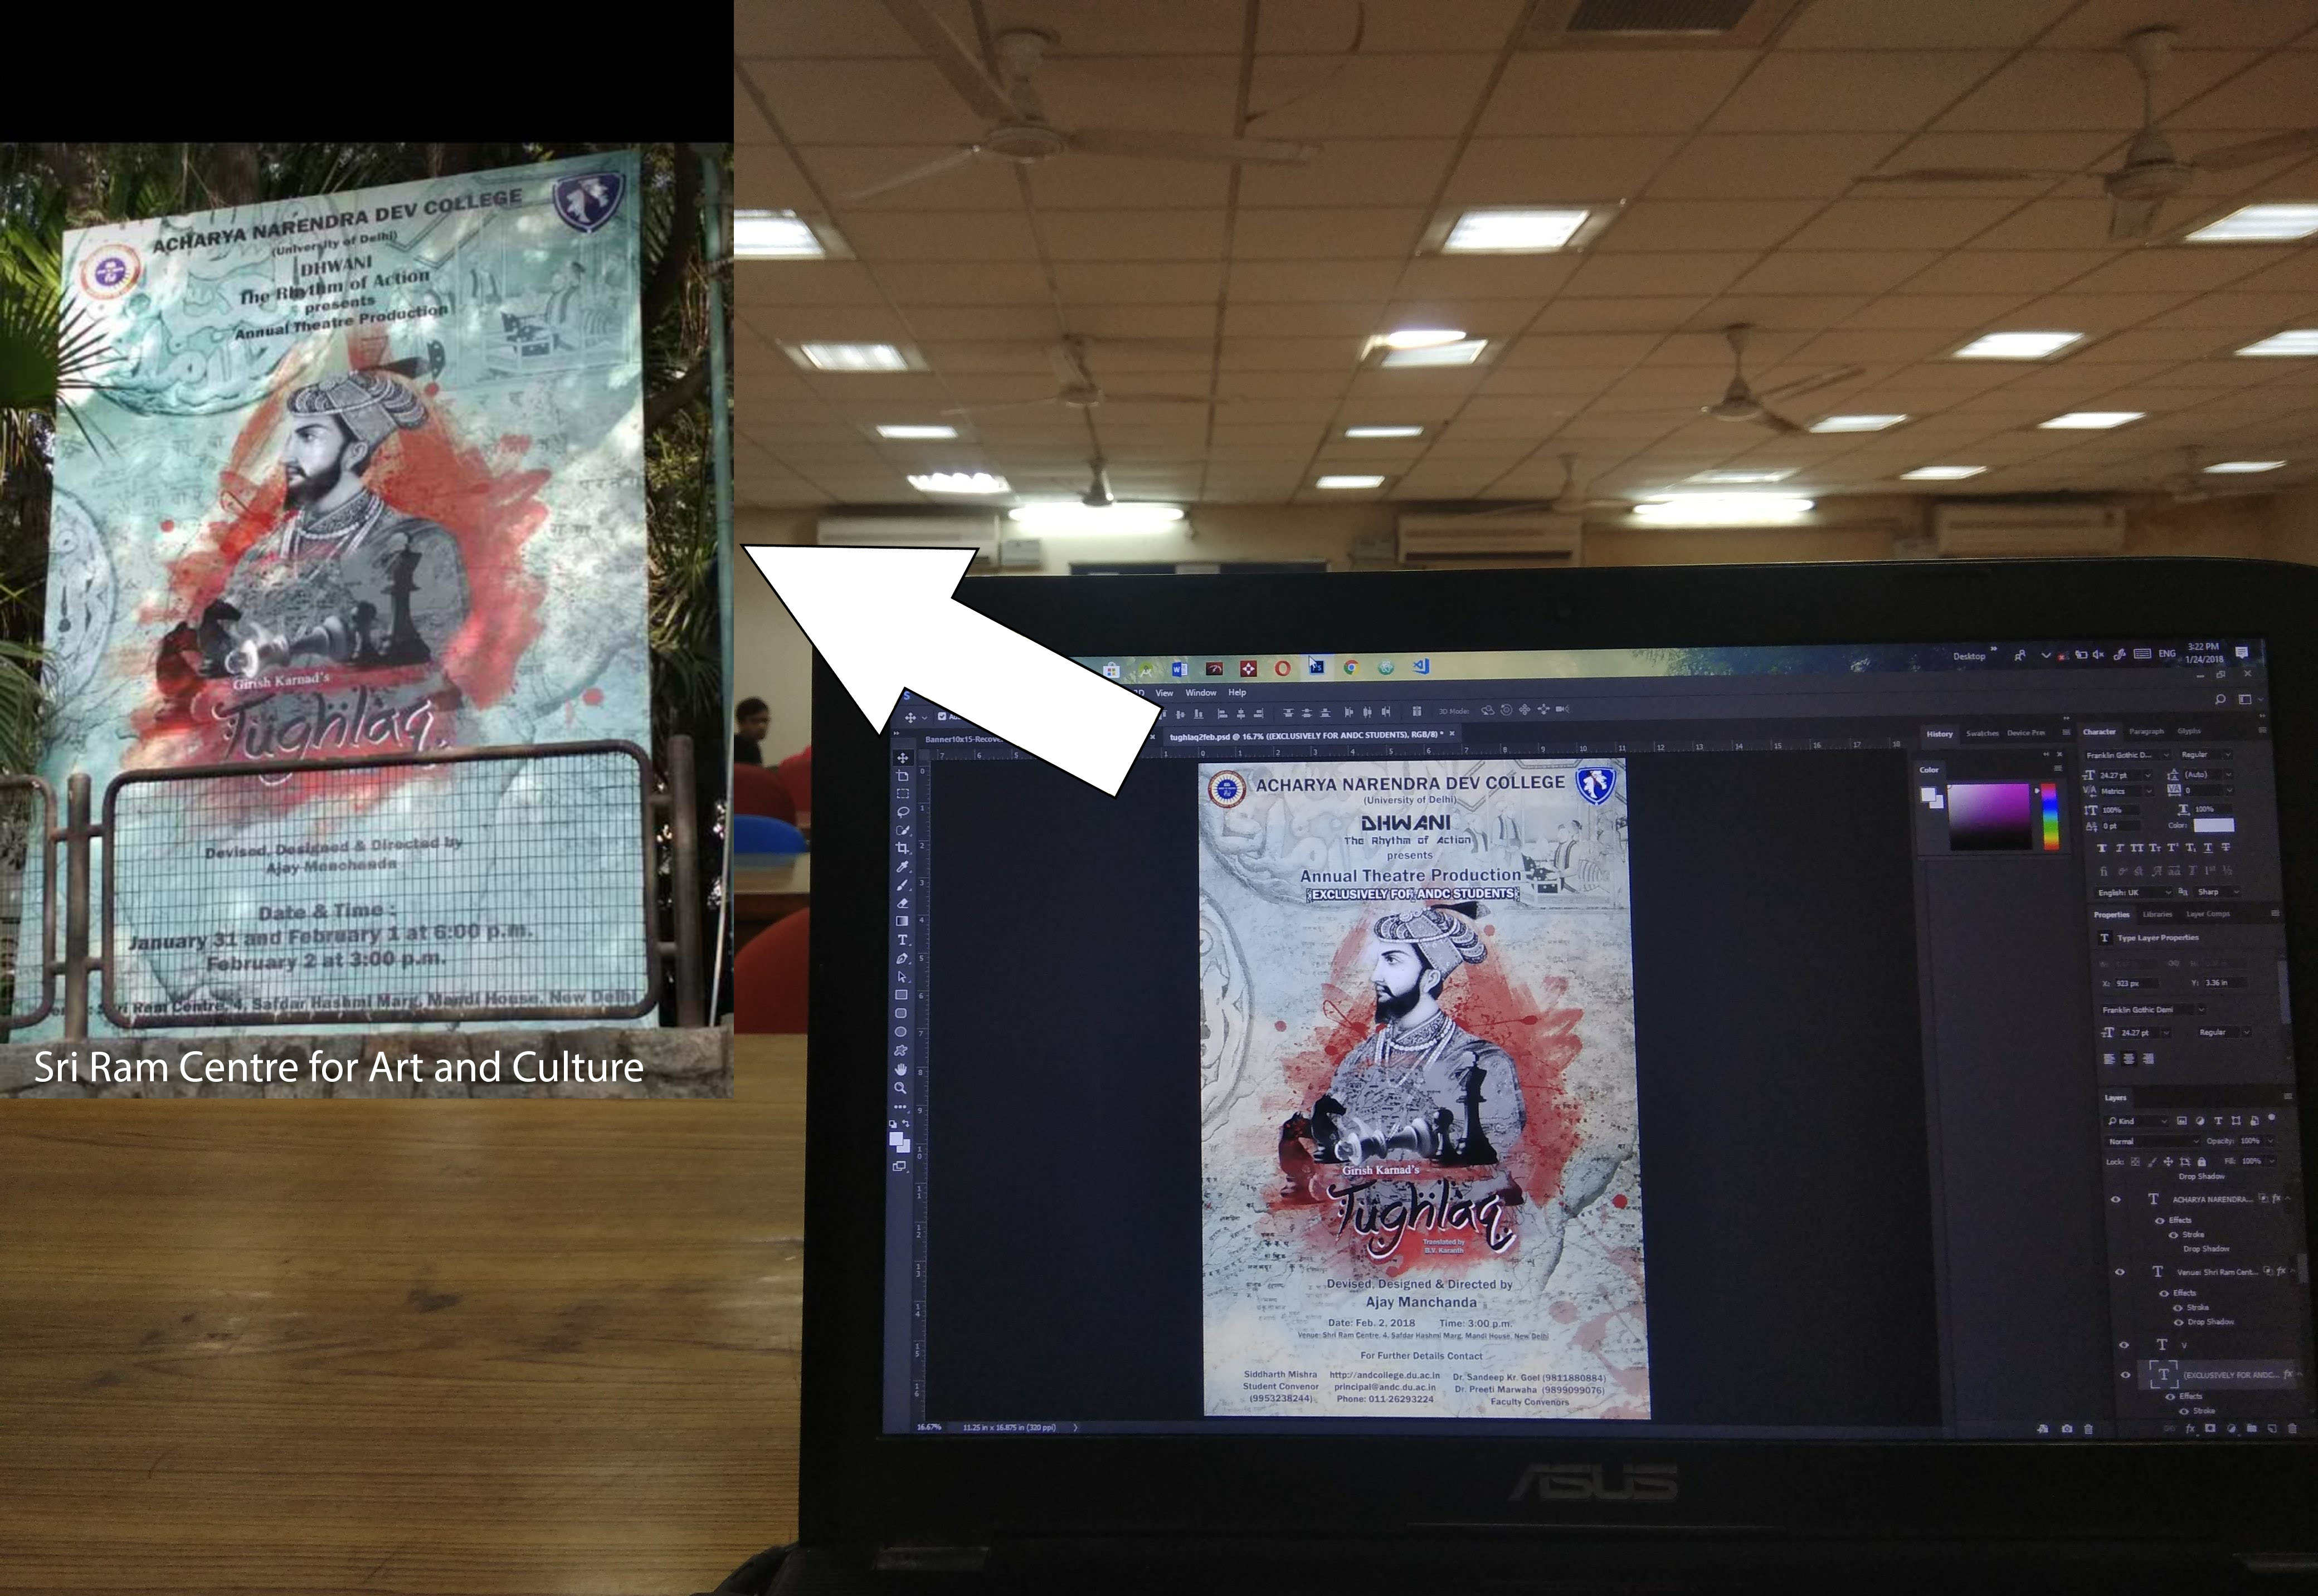 ACHARYA NARENDRA DEV COLLEGE
(University of Delhi)
DHWANI
The Rhythm of Action
presents
Annual Theatre Production
Girish Karnad's
Tughlaq
Devised, Designed & Directed by
Ajay Manchanda
Date & Time :
January 31 and February 1 at 6:00 p.m.
February 2 at 3:00 p.m.
Sri Ram Centre, 4, Safdar Hashmi Marg, Mandi House, New Delhi
Sri Ram Centre for Art and Culture
Desktop
ENG
3:22 PM
1/24/2018
View Window Help
3D Mode:
tughlaq2feb.psd @ 16.7% ((EXCLUSIVELY FOR ANDC STUDENTS), RGB/8) *
ACHARYA NARENDRA DEV COLLEGE
(University of Delhi)
DHWANI
The Rhythm of Action
presents
Annual Theatre Production
(EXCLUSIVELY FOR ANDC STUDENTS)
Girish Karnad's
Tughlaq
Translated by
B.V. Karanth
Devised, Designed & Directed by
Ajay Manchanda
Date: Feb. 2, 2018 Time: 3:00 p.m.
Venue: Shri Ram Centre, 4, Safdar Hashmi Marg, Mandi House, New Delhi
For Further Details Contact
Siddharth Mishra
Student Convenor
(9953238244)
http://andcollege.du.ac.in
principal@andc.du.ac.in
Phone: 011-26293224
Dr. Sandeep Kr. Goel (9811880884)
Dr. Preeti Marwaha (9899099076)
Faculty Convenors
16.67% 11.25 in x 16.875 in (320 ppi)
History Swatches Device Prev
Color
Character Paragraph Glyphs
Franklin Gothic D... Regular
24.27 pt (Auto)
Metrics 0
100% 100%
0 pt Color:
English: UK Sharp
Properties Libraries Layer Comps
Type Layer Properties
X: 923 px Y: 3.36 in
Franklin Gothic Demi
24.27 pt Regular
Layers
Kind
Normal Opacity: 100%
Lock: Fill: 100%
Drop Shadow
ACHARYA NARENDRA... fx
Effects
Stroke
Drop Shadow
Venue: Shri Ram Cent... fx
Effects
Stroke
Drop Shadow
V
(EXCLUSIVELY FOR ANDC... fx
Effects
Stroke
ASUS